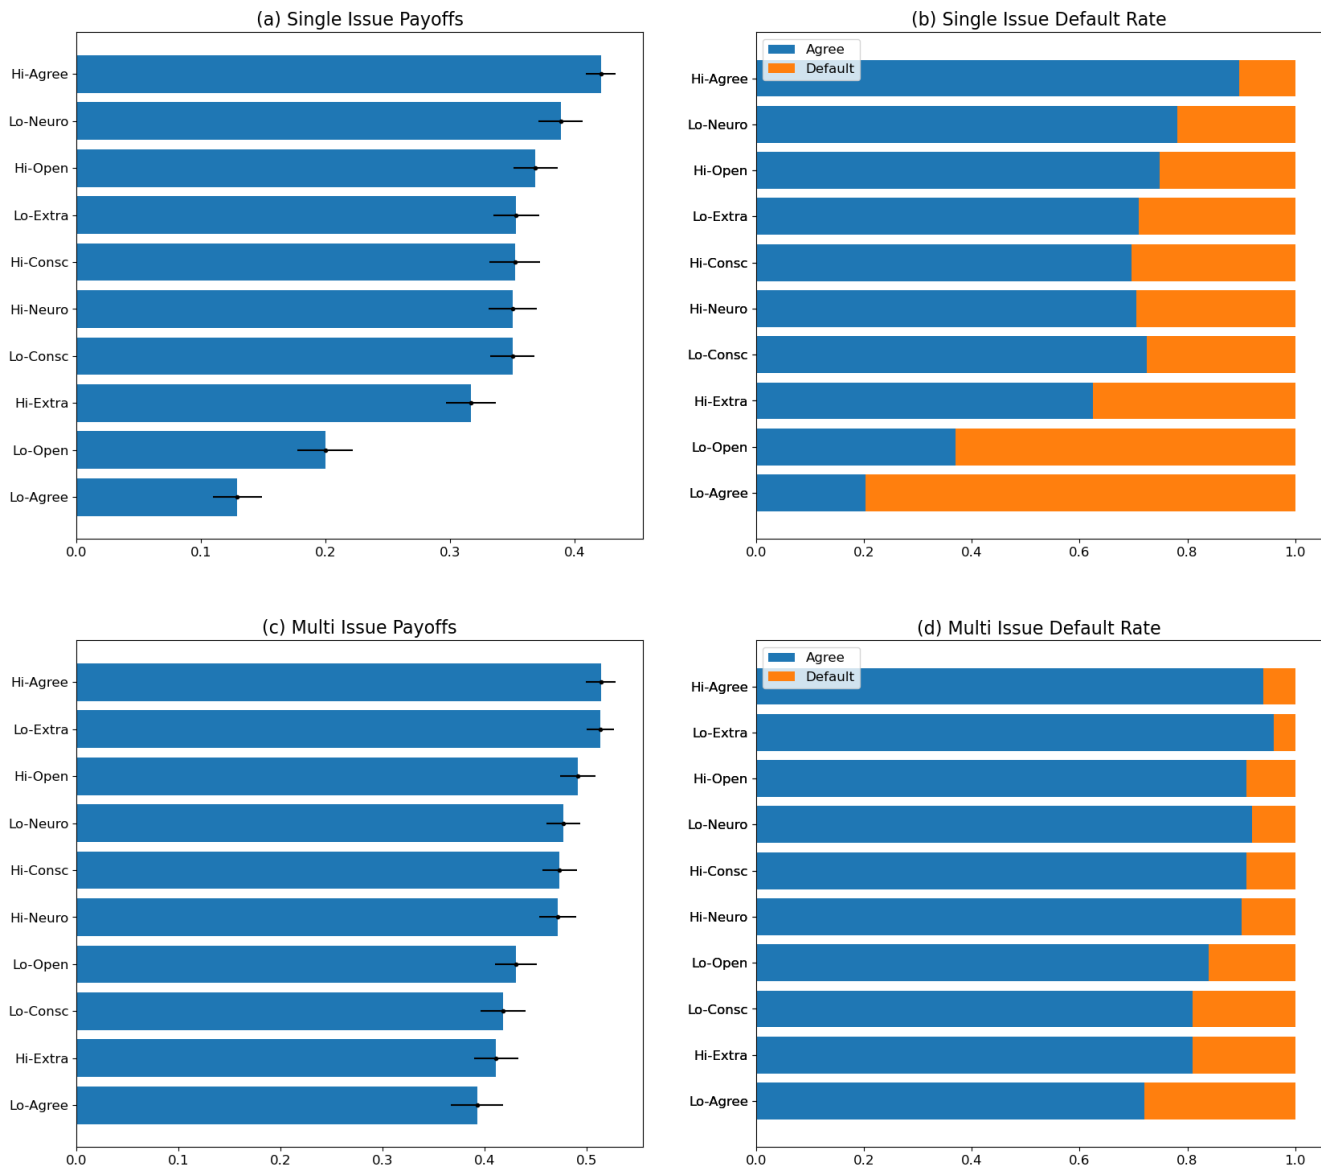 (a) Single Issue Payoffs
Hi-Agree
Lo-Neuro
Hi-Open
Lo-Extra
Hi-Consc
Hi-Neuro
Lo-Consc
Hi-Extra
Lo-Open
Lo-Agree
0.0 0.1 0.2 0.3 0.4
(b) Single Issue Default Rate
Agree
Default
Hi-Agree
Lo-Neuro
Hi-Open
Lo-Extra
Hi-Consc
Hi-Neuro
Lo-Consc
Hi-Extra
Lo-Open
Lo-Agree
0.0 0.2 0.4 0.6 0.8 1.0
(c) Multi Issue Payoffs
Hi-Agree
Lo-Extra
Hi-Open
Lo-Neuro
Hi-Consc
Hi-Neuro
Lo-Open
Lo-Consc
Hi-Extra
Lo-Agree
0.0 0.1 0.2 0.3 0.4 0.5
(d) Multi Issue Default Rate
Agree
Default
Hi-Agree
Lo-Extra
Hi-Open
Lo-Neuro
Hi-Consc
Hi-Neuro
Lo-Open
Lo-Consc
Hi-Extra
Lo-Agree
0.0 0.2 0.4 0.6 0.8 1.0